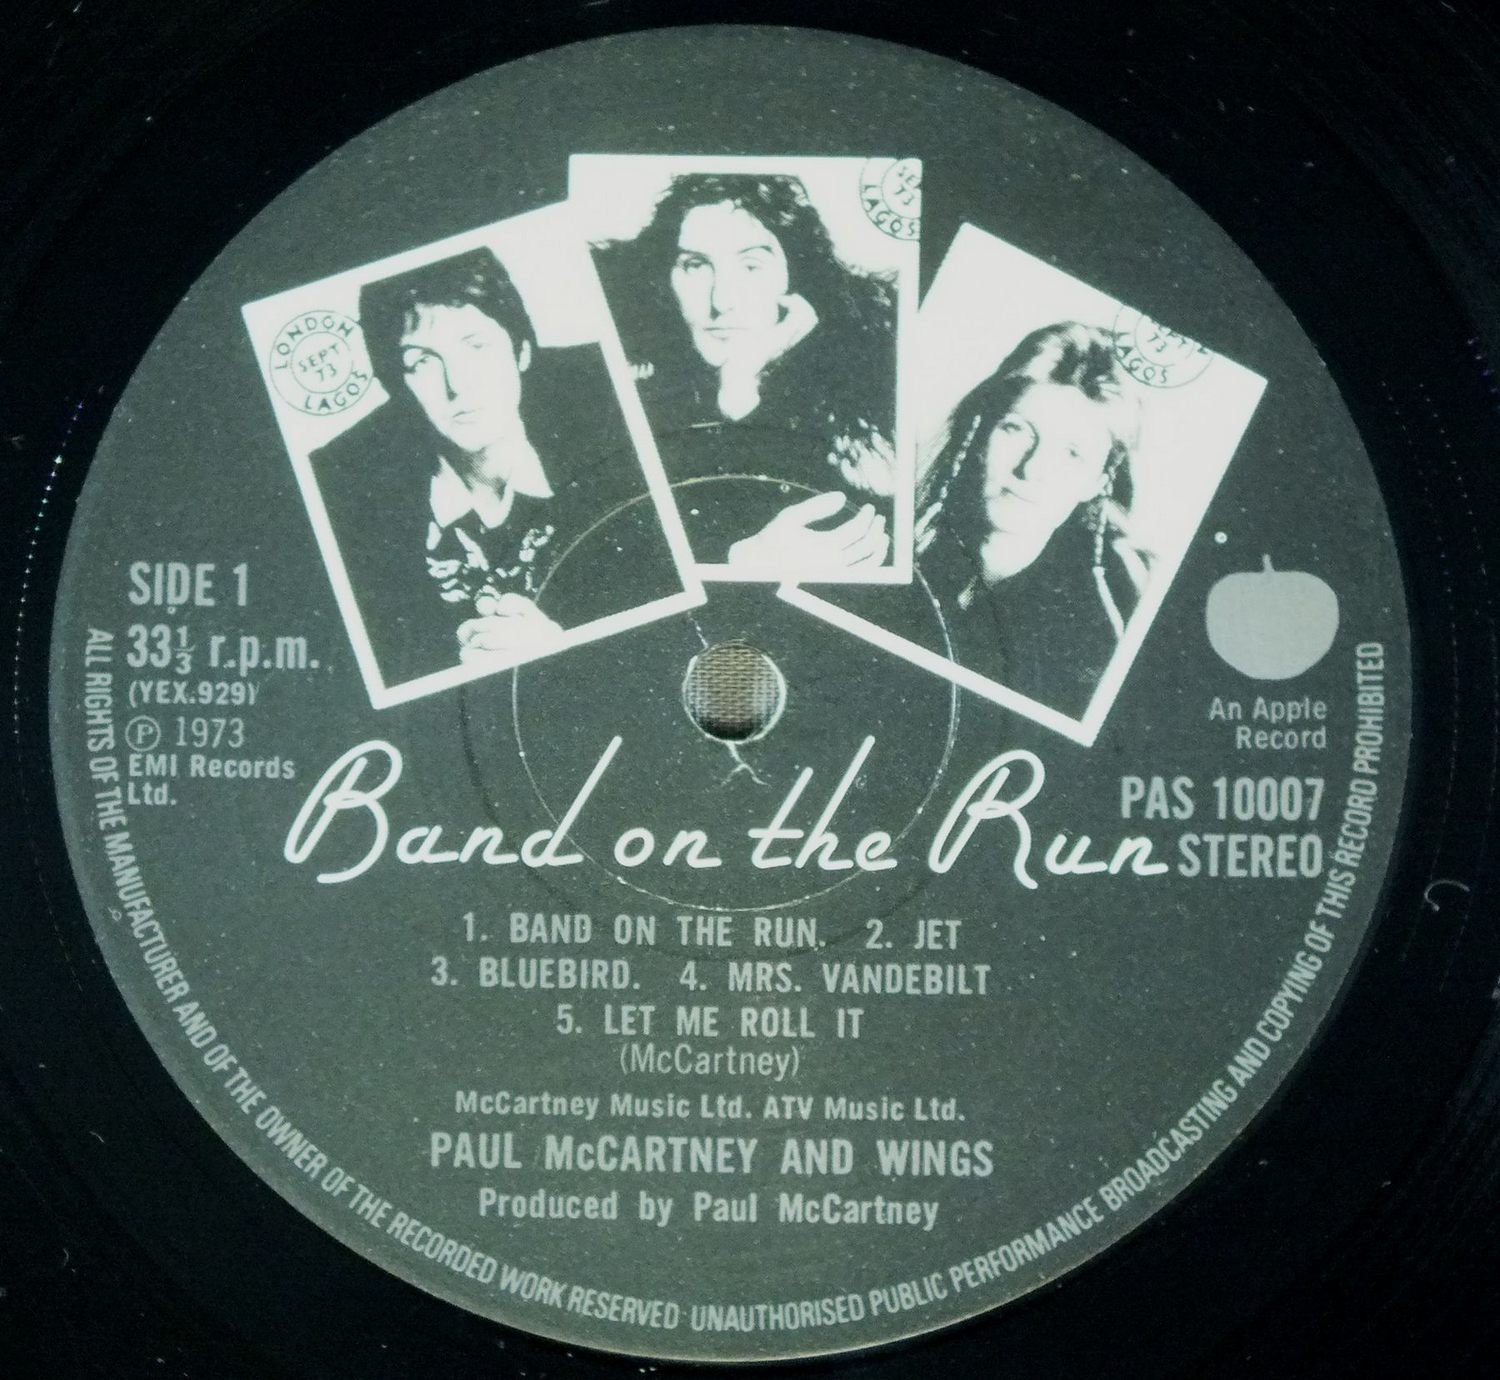 LONDON
SEPT
73
LAGOS
73
LAGOS
73
LAGOS
SIDE 1
33⅓ r.p.m.
(YEX.929)
Ⓟ 1973
EMI Records
Ltd.
An Apple
Record
PAS 10007
STEREO
Band on the Run
1. BAND ON THE RUN. 2. JET
3. BLUEBIRD. 4. MRS. VANDEBILT
5. LET ME ROLL IT
(McCartney)
McCartney Music Ltd. ATV Music Ltd.
PAUL McCARTNEY AND WINGS
Produced by Paul McCartney
ALL RIGHTS OF THE MANUFACTURER AND OF THE OWNER OF THE RECORDED WORK RESERVED · UNAUTHORISED PUBLIC PERFORMANCE BROADCASTING AND COPYING OF THIS RECORD PROHIBITED